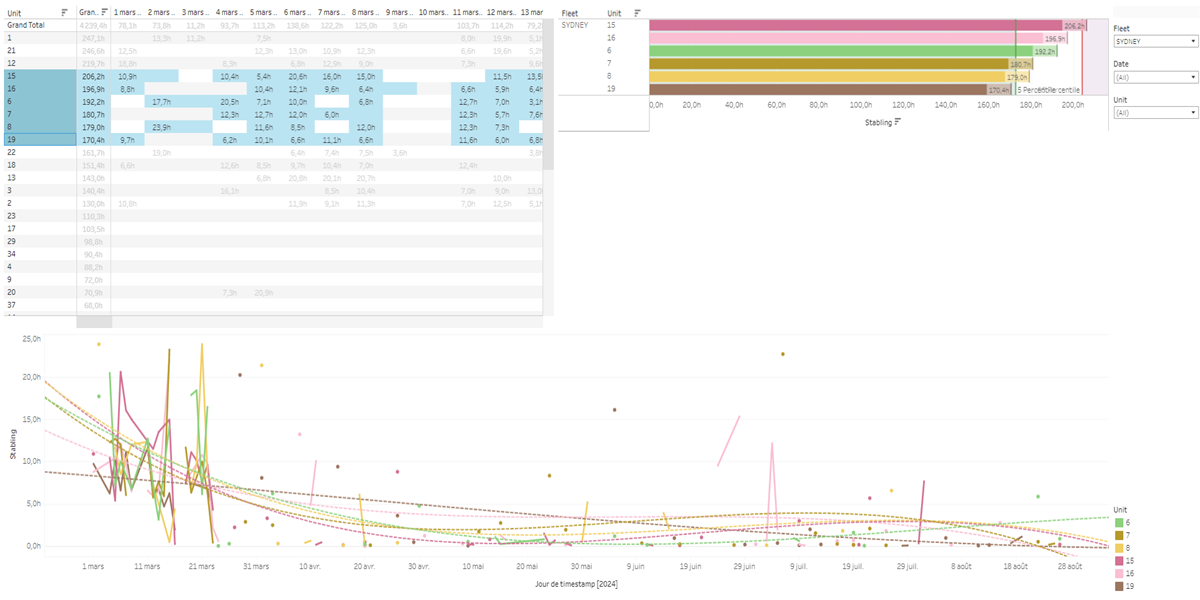 Unit Gran.. 1 mars .. 2 mars .. 3 mars .. 4 mars .. 5 mars .. 6 mars .. 7 mars .. 8 mars .. 9 mars .. 10 mars.. 11 mars .. 12 mars .. 13 mar
Grand Total 4239,4h 78,1h 73,8h 11,2h 93,7h 113,2h 138,6h 122,2h 125,0h 3,6h 103,7h 114,2h 79,2
1 247,1h 13,3h 11,2h 7,5h 8,0h 19,9h 5,1h
21 246,6h 12,5h 12,3h 13,0h 10,9h 12,3h 6,6h 19,6h 5,2h
12 219,7h 18,8h 8,5h 6,8h 12,9h 9,0h 7,3h 9,6h
15 206,2h 10,9h 10,4h 5,4h 20,6h 16,0h 15,0h 11,5h 13,5h
16 196,9h 8,8h 10,4h 12,1h 9,6h 6,4h 6,6h 5,9h 6,4h
6 192,2h 17,7h 20,5h 7,1h 10,0h 6,8h 12,7h 7,0h 3,1h
7 180,7h 12,3h 12,7h 12,0h 6,0h 12,3h 5,7h 7,6h
8 179,0h 23,9h 11,6h 8,5h 12,0h 12,3h 7,3h
19 170,4h 9,7h 6,2h 10,1h 6,6h 11,1h 6,6h 11,6h 6,0h 6,8h
22 161,7h 19,0h 6,4h 7,4h 7,5h 3,6h 3,8h
18 151,4h 6,6h 12,6h 8,5h 9,7h 10,4h 7,0h 12,4h
13 143,0h 6,8h 20,8h 20,1h 20,7h 10,0h
3 140,4h 16,1h 8,5h 10,4h 7,0h 9,0h 13,0
2 130,0h 10,8h 11,9h 9,1h 11,3h 7,0h 12,5h 5,1h
23 110,3h
17 103,5h
29 98,8h
34 90,4h
4 88,2h
9 72,0h
20 70,9h 7,3h 20,9h
37 68,0h
Fleet Unit
SYDNEY 15 206,2h
16 196,9h
6 192,2h
7 180,7h
8 179,0h
19 170,4h
0,0h 20,0h 40,0h 60,0h 80,0h 100,0h 120,0h 140,0h 160,0h 180,0h 200,0h
Stabling
Fleet
SYDNEY
Date
(All)
Unit
(All)
25,0h
20,0h
15,0h
10,0h
5,0h
0,0h
Stabling
1 mars 11 mars 21 mars 31 mars 10 avr. 20 avr. 30 avr. 10 mai 20 mai 30 mai 9 juin 19 juin 29 juin 9 juil. 19 juil. 29 juil. 8 août 18 août 28 août
Jour de timestamp [2024]
Unit
6
7
8
15
16
19